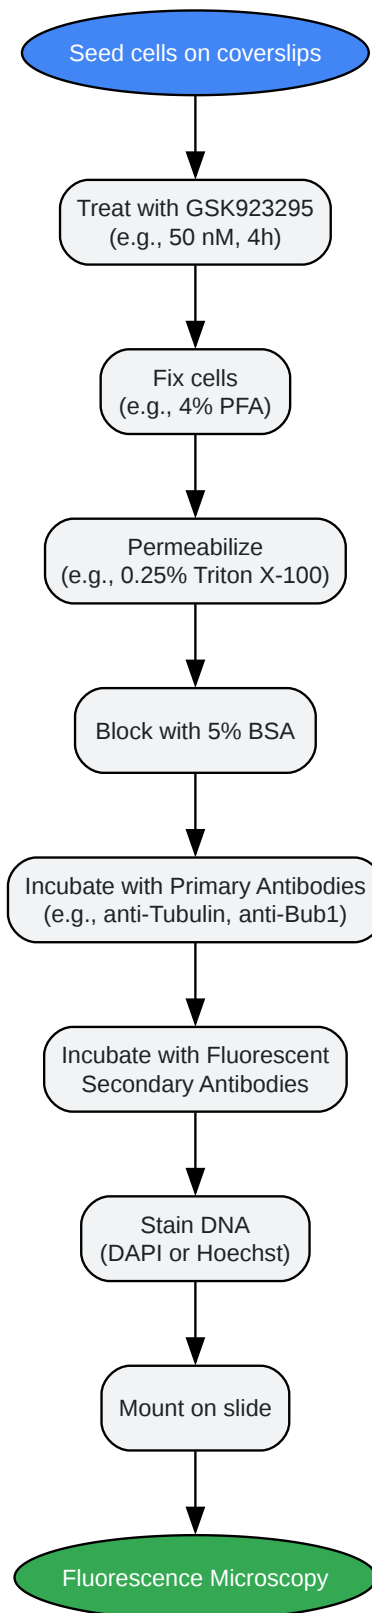 Seed cells on coverslips
Treat with GSK923295
(e.g., 50 nM, 4h)
Fix cells
(e.g., 4% PFA)
Permeabilize
(e.g., 0.25% Triton X-100)
Block with 5% BSA
Incubate with Primary Antibodies
(e.g., anti-Tubulin, anti-Bub1)
Incubate with Fluorescent
Secondary Antibodies
Stain DNA
(DAPI or Hoechst)
Mount on slide
Fluorescence Microscopy